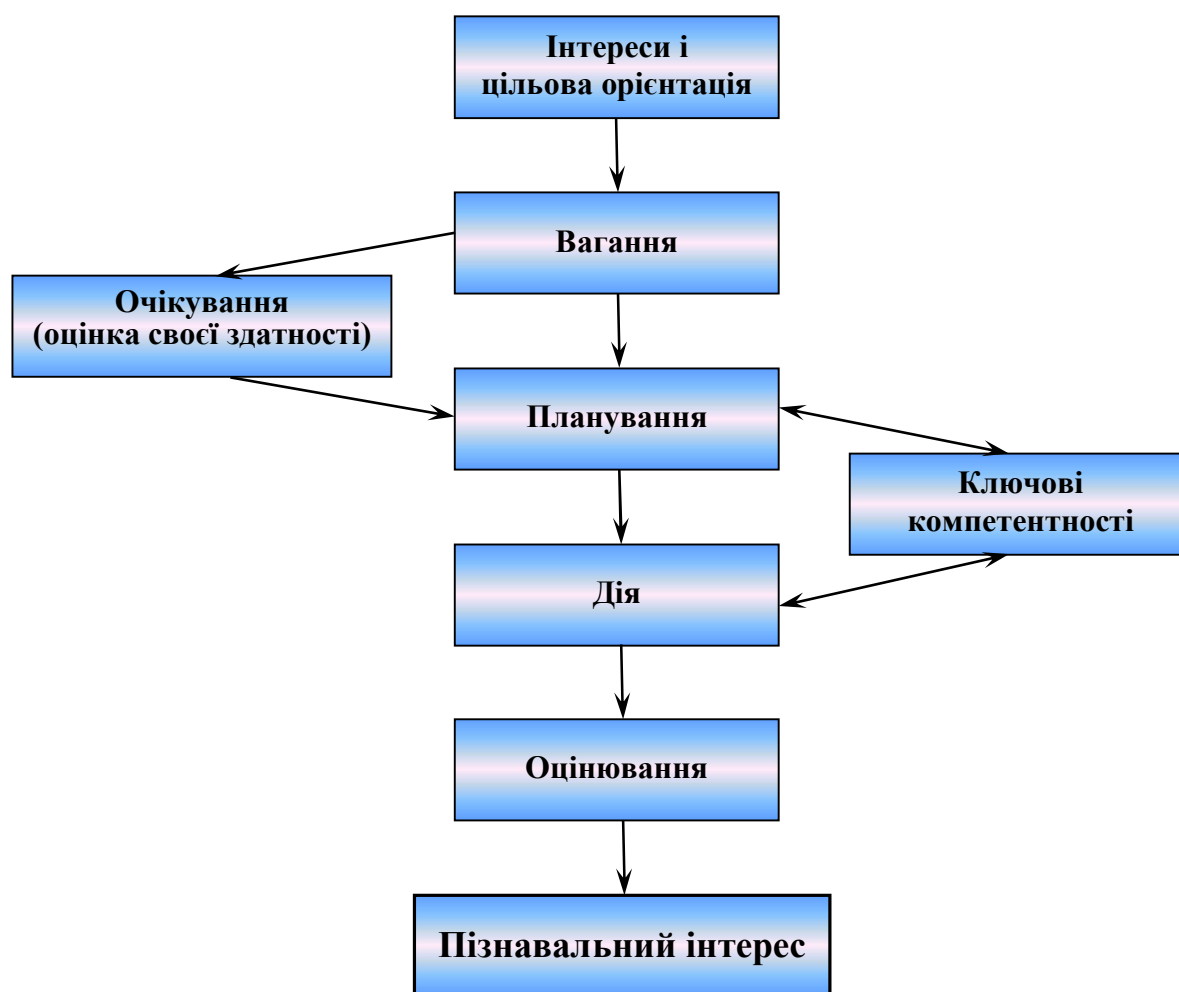 Інтереси і
цільова орієнтація
Вагання
Очікування
(оцінка своєї здатності)
Планування
Ключові
компетентності
Дія
Оцінювання
Пізнавальний інтерес